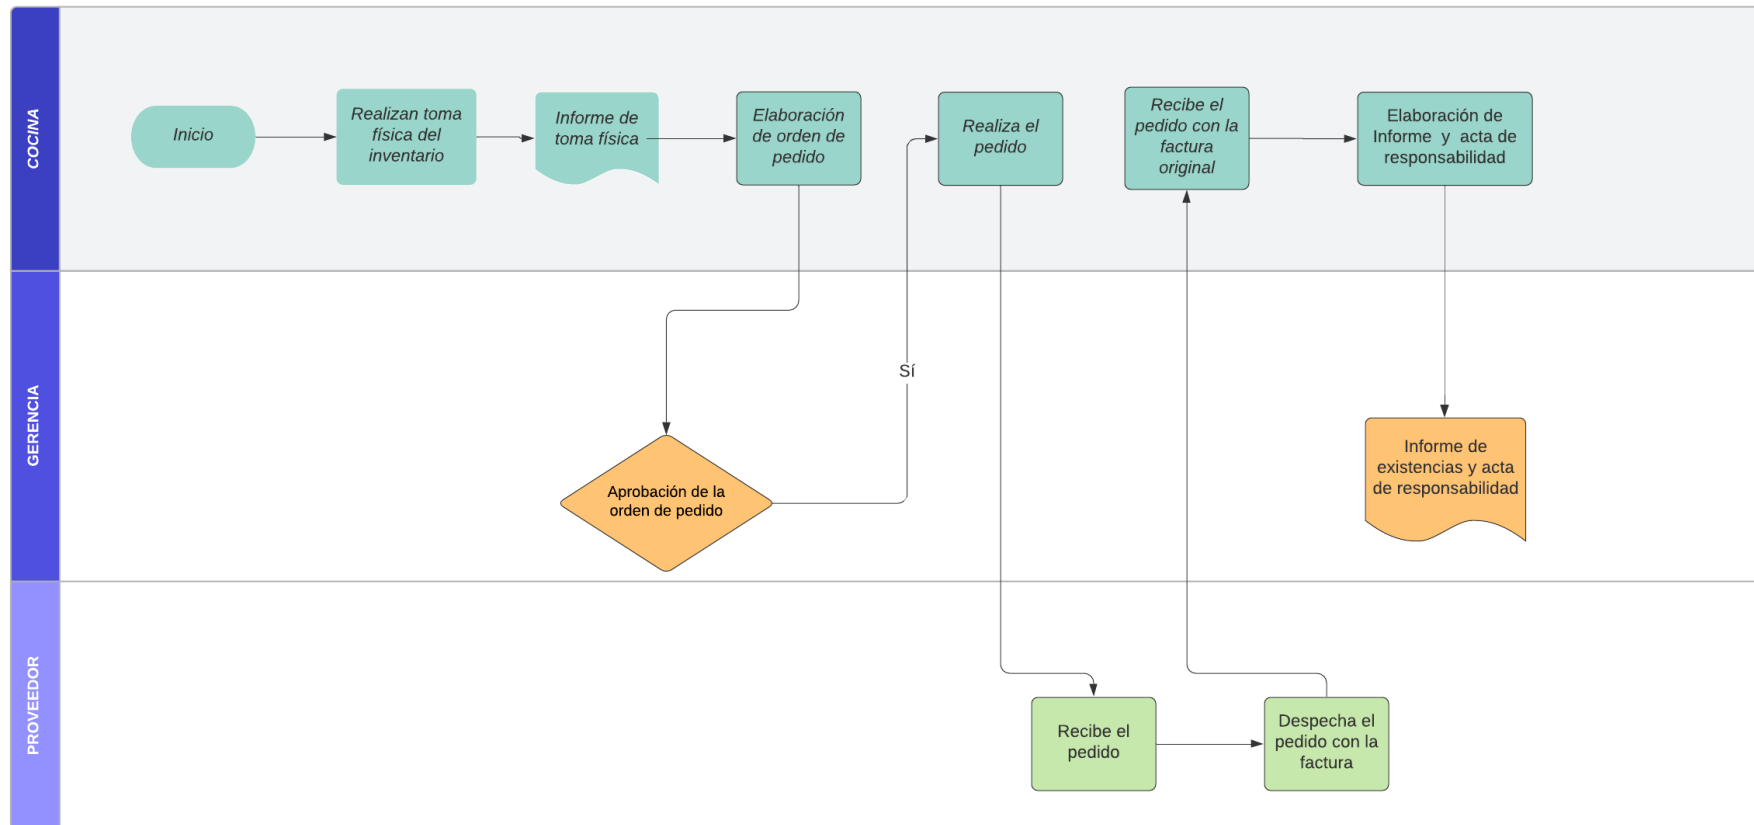 COCINA
Inicio
Realizan toma
física del
inventario
Informe de
toma física
Elaboración
de orden de
pedido
Realiza el
pedido
Recibe el
pedido con la
factura
original
Elaboración de
Informe y acta de
responsabilidad
GERENCIA
Sí
Aprobación de la
orden de pedido
Informe de
existencias y acta
de responsabilidad
PROVEEDOR
Recibe el
pedido
Despecha el
pedido con la
factura